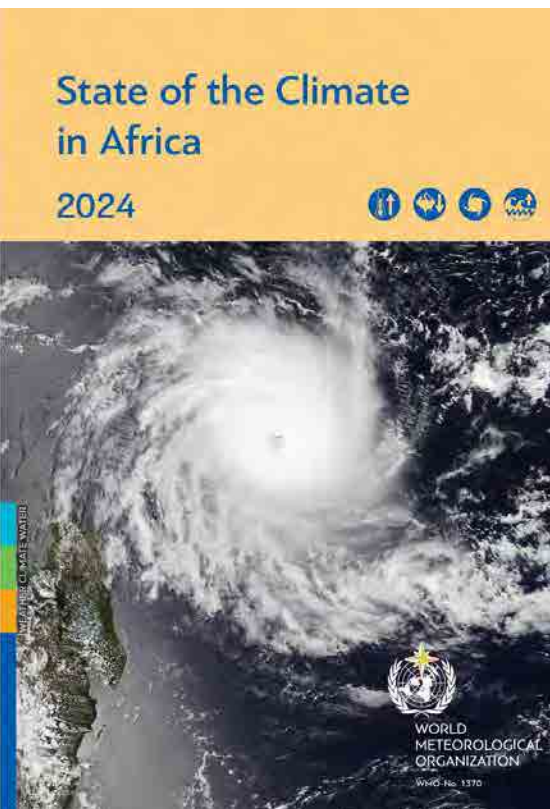 State of the Climate
in Africa
2024
WEATHER CLIMATE WATER
WORLD
METEOROLOGICAL
ORGANIZATION
WMO-No. 1370